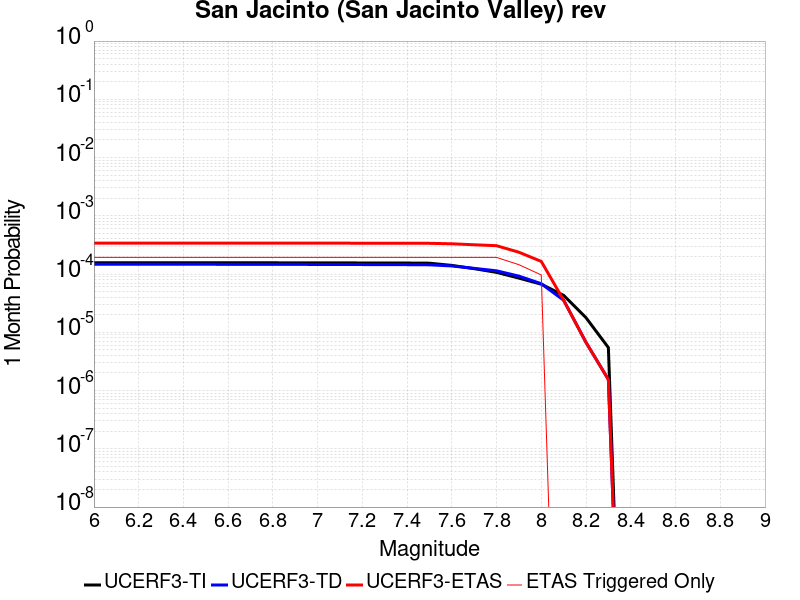 San Jacinto (San Jacinto Valley) rev
10^0
10^-1
10^-2
10^-3
10^-4
10^-5
10^-6
10^-7
10^-8
1 Month Probability
6 6.2 6.4 6.6 6.8 7 7.2 7.4 7.6 7.8 8 8.2 8.4 8.6 8.8 9
Magnitude
UCERF3-TI UCERF3-TD UCERF3-ETAS ETAS Triggered Only